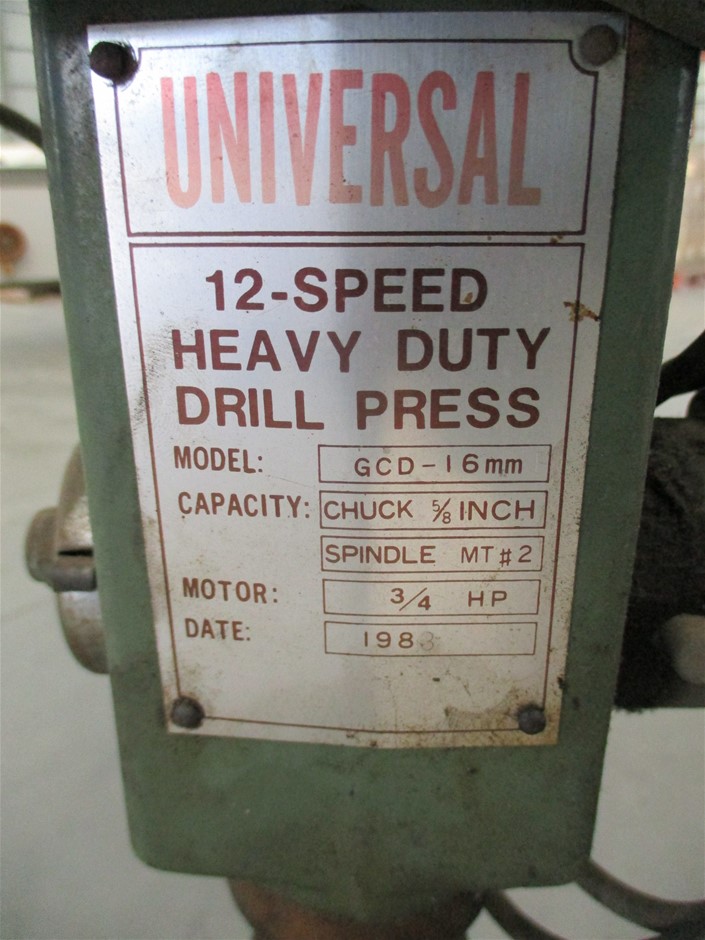 UNIVERSAL
12-SPEED
HEAVY DUTY
DRILL PRESS
MODEL: GCD-16mm
CAPACITY: CHUCK 5/8 INCH
SPINDLE MT#2
MOTOR: 3/4 HP
DATE: 1983